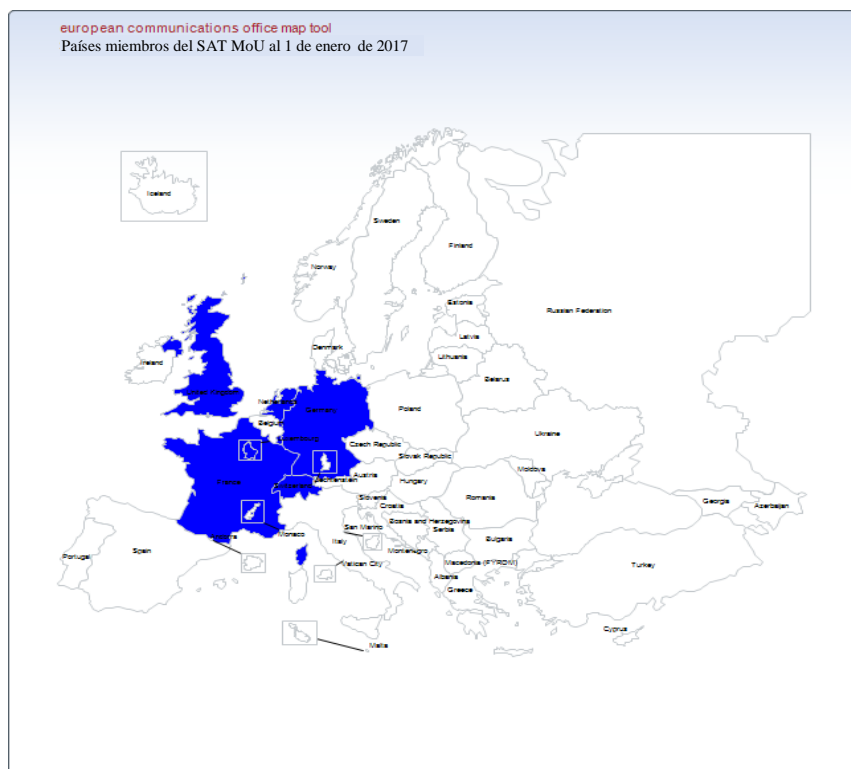 european communications office map tool
Países miembros del SAT MoU al 1 de enero de 2017
Iceland
Sweden
Finland
Norway
Russian Federation
Estonia
Latvia
Denmark
Lithuania
Ireland
Belarus
United Kingdom
Netherlands
Germany
Poland
Belgium
Ukraine
Luxembourg
Czech Republic
Slovak Republic
Moldova
Austria
France
Switzerland
Liechtenstein
Hungary
Slovenia
Romania
Croatia
Georgia
Azerbaijan
Bosnia and Herzegovina
San Marino
Serbia
Monaco
Andorra
Italy
Bulgaria
Portugal
Spain
Montenegro
Vatican City
Macedonia (FYROM)
Turkey
Albania
Greece
Cyprus
Malta